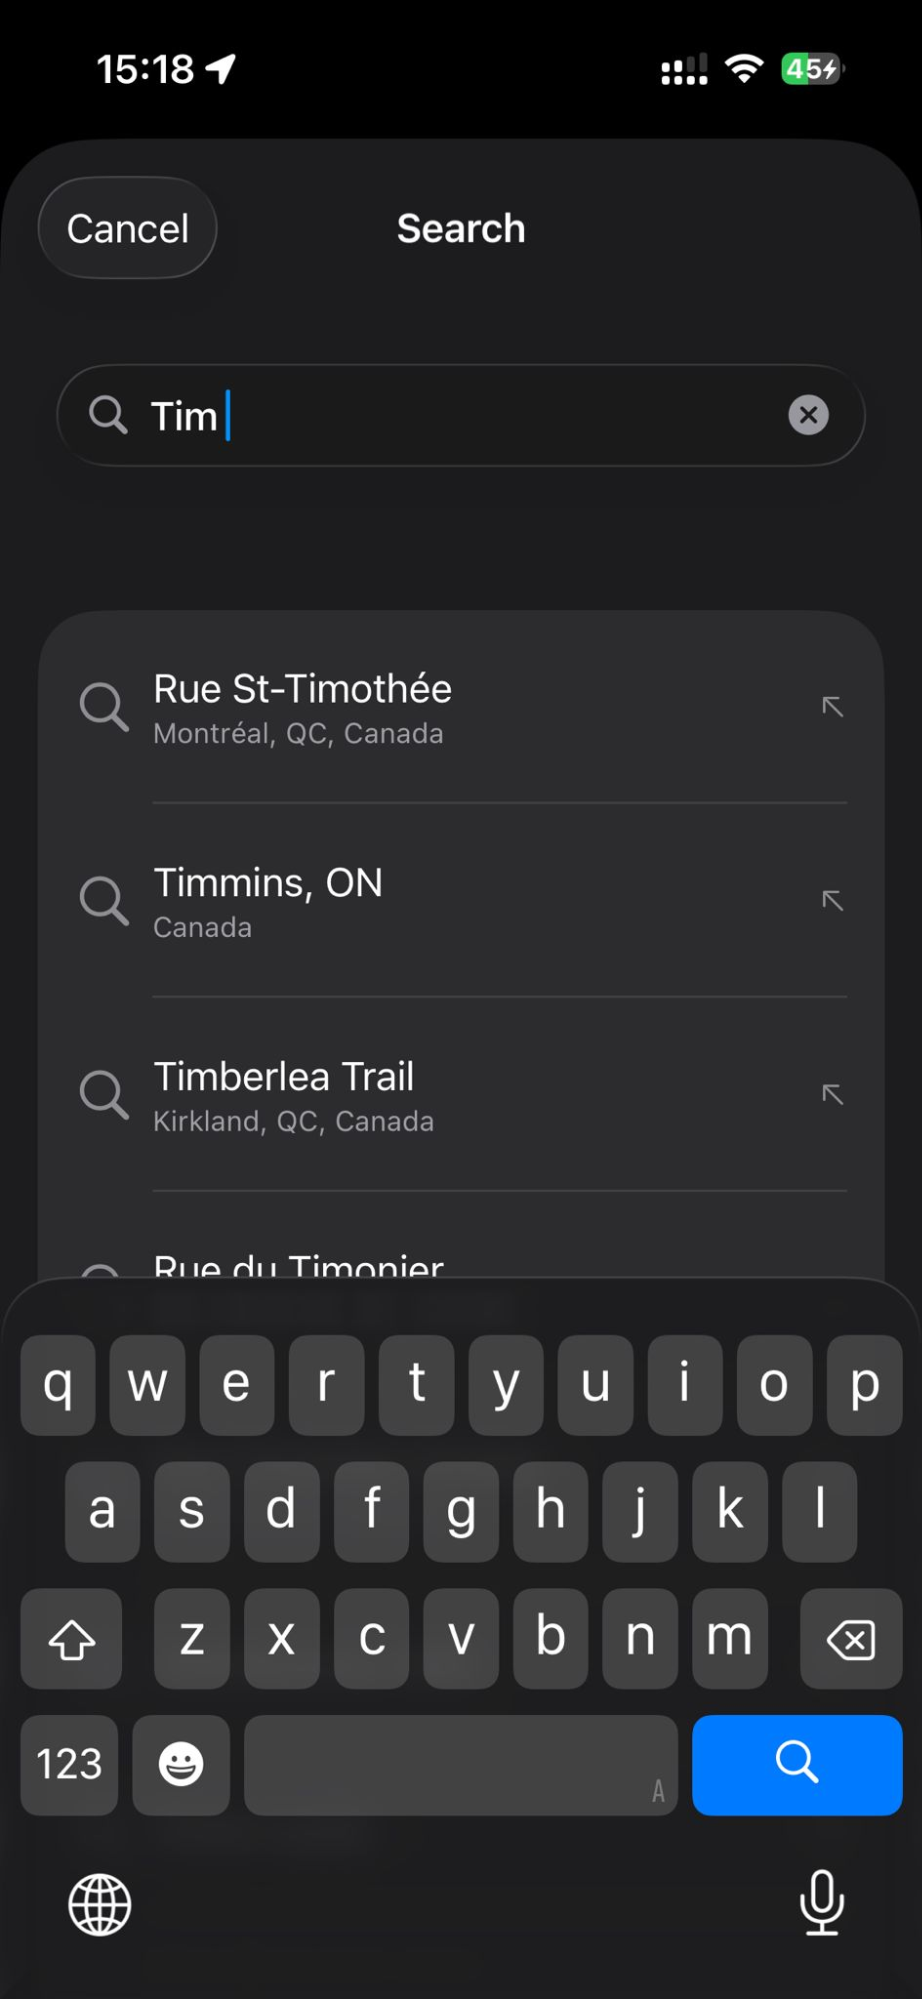 15:18
45
Cancel
Search
Tim
Rue St-Timothée
Montréal, QC, Canada
Timmins, ON
Canada
Timberlea Trail
Kirkland, QC, Canada
Rue du Timonier
q w e r t y u i o p
a s d f g h j k l
z x c v b n m
123
A